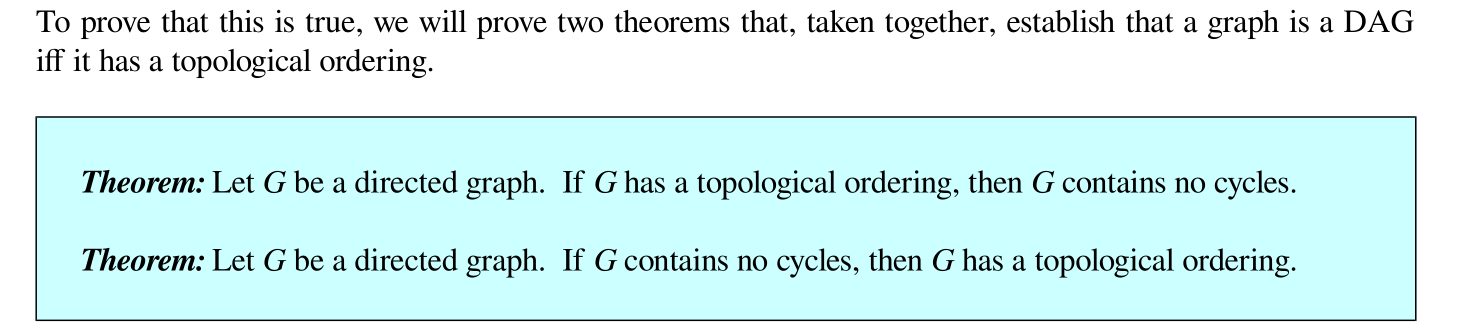 To prove that this is true, we will prove two theorems that, taken together, establish that a graph is a DAG
iff it has a topological ordering.
Theorem: Let G be a directed graph. If G has a topological ordering, then G contains no cycles.
Theorem: Let G be a directed graph. If G contains no cycles, then G has a topological ordering.